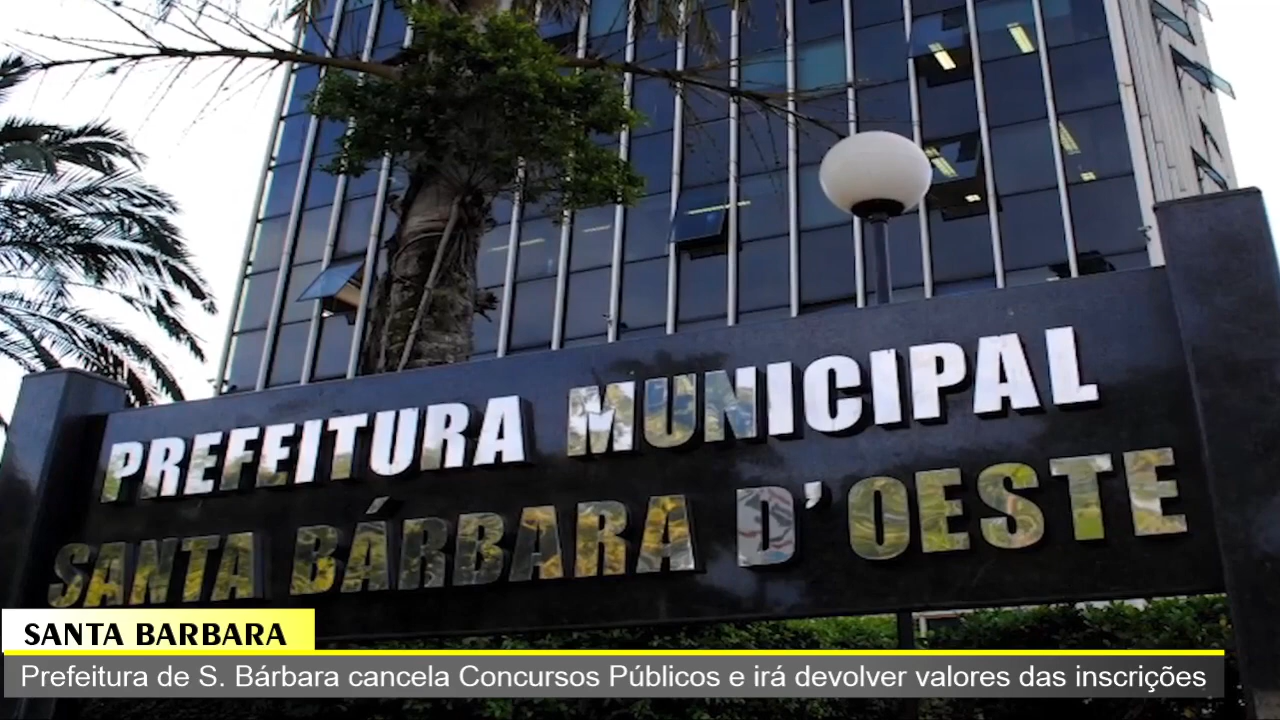 PREFEITURA MUNICIPAL
SANTA BÁRBARA D'OESTE
SANTA BARBARA
Prefeitura de S. Bárbara cancela Concursos Públicos e irá devolver valores das inscrições